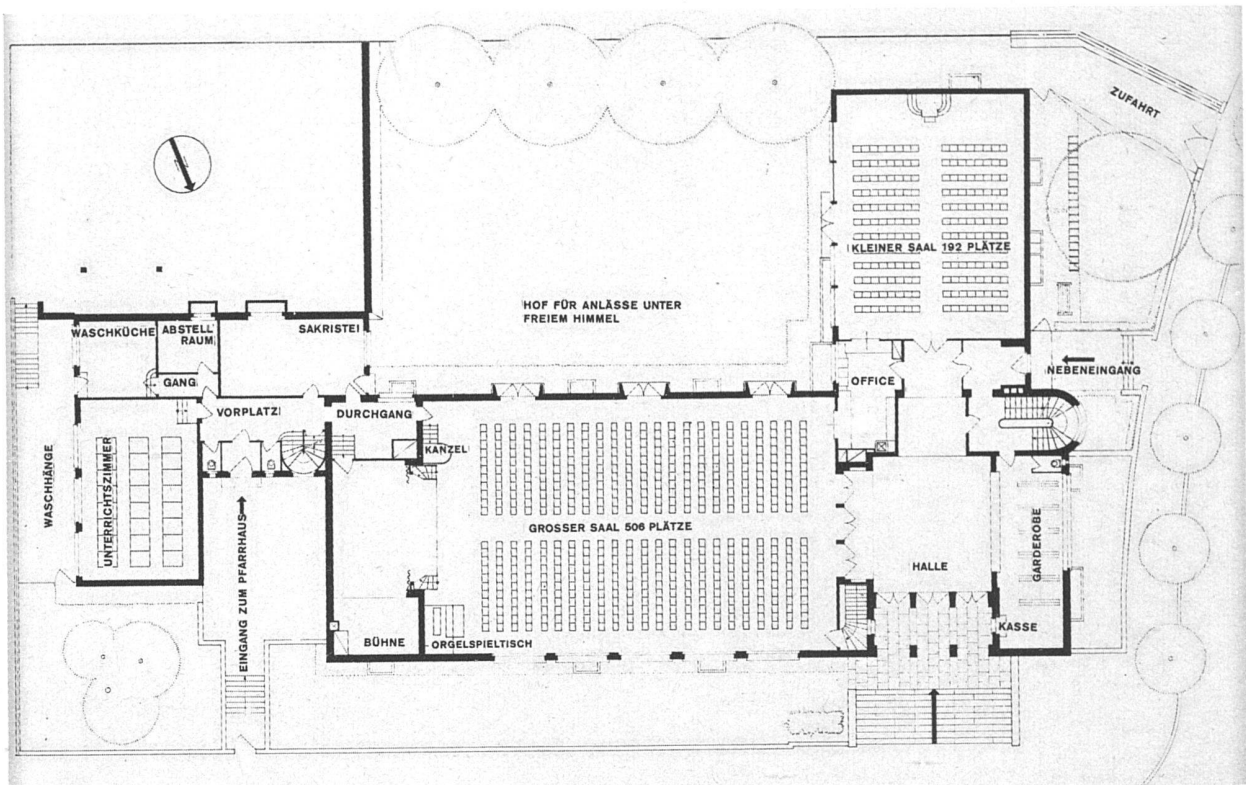 ZUFAHRT
KLEINER SAAL 192 PLÄTZE
HOF FÜR ANLÄSSE UNTER
FREIEM HIMMEL
WASCHKÜCHE
ABSTELL
RAUM
SAKRISTEI
GANG
OFFICE
NEBENEINGANG
VORPLATZ
DURCHGANG
KANZEL
WASCHHÄNGE
UNTERRICHTSZIMMER
GROSSER SAAL 506 PLÄTZE
HALLE
GARDEROBE
EINGANG ZUM PFARRHAUS
BÜHNE
ORGELSPIELTISCH
KASSE